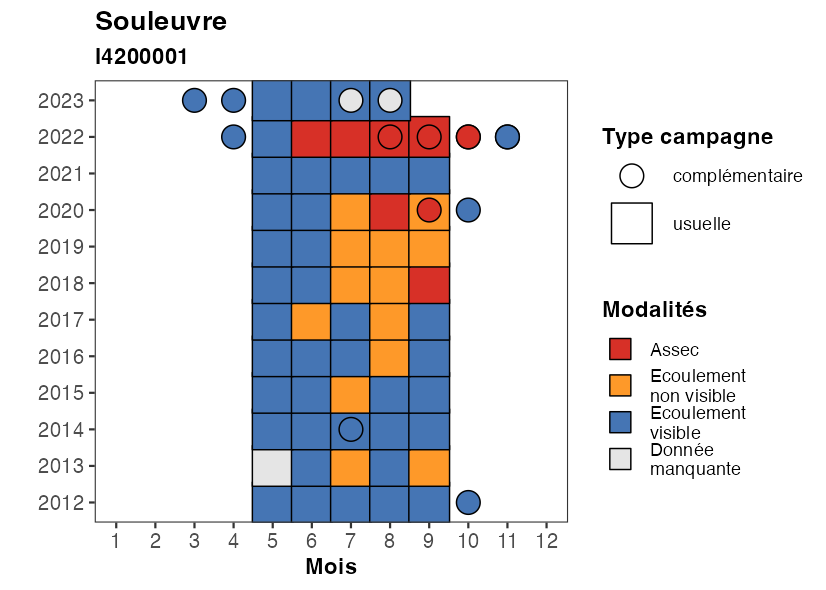 Souleuvre
I4200001
2023
2022
2021
2020
2019
2018
2017
2016
2015
2014
2013
2012
1 2 3 4 5 6 7 8 9 10 11 12
Mois
Type campagne
complémentaire
usuelle
Modalités
Assec
Ecoulement
non visible
Ecoulement
visible
Donnée
manquante